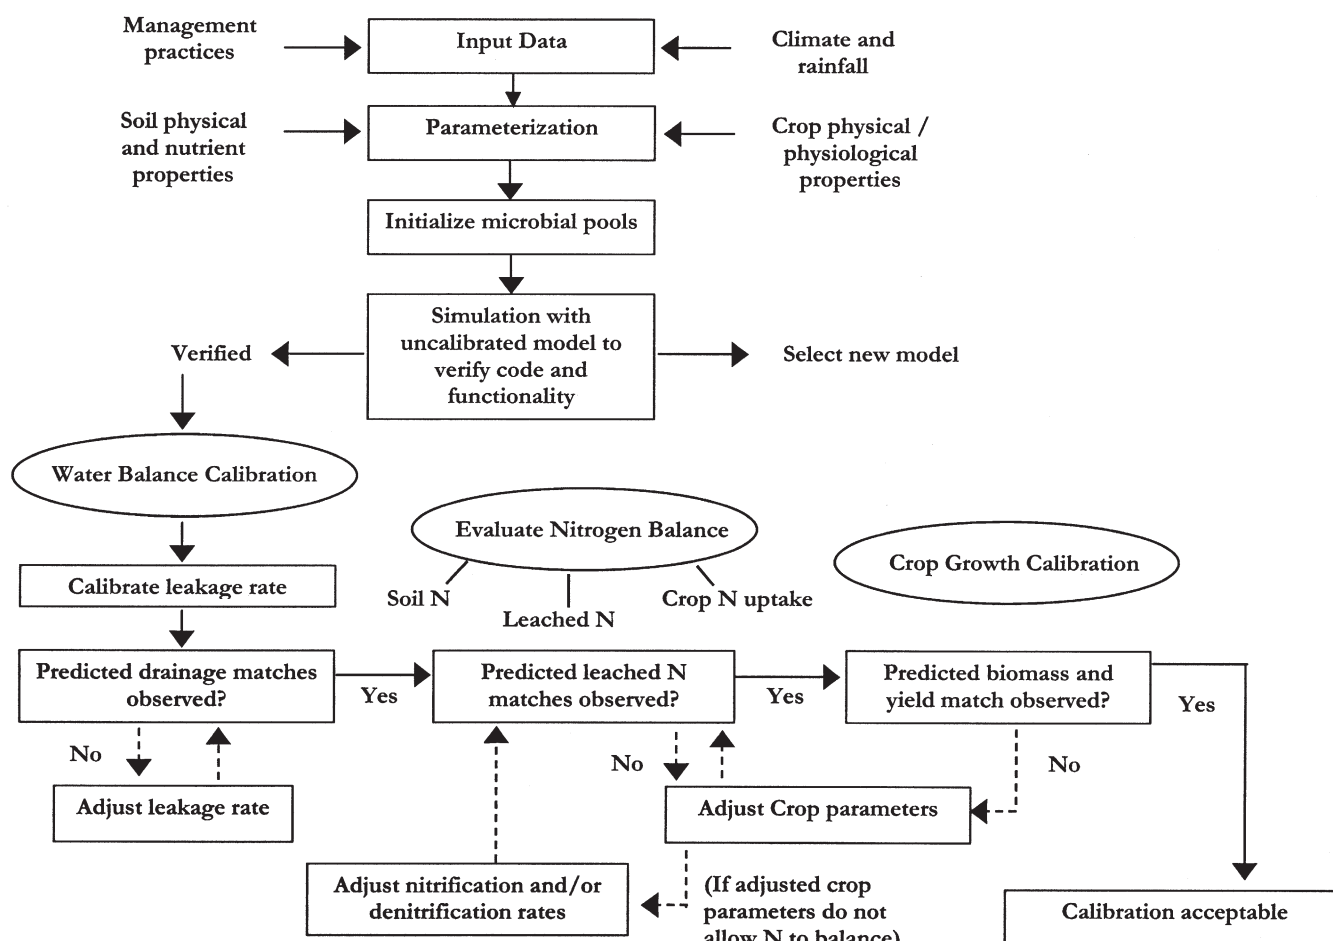 Management
practices
Input Data
Climate and
rainfall
Soil physical
and nutrient
properties
Parameterization
Crop physical /
physiological
properties
Initialize microbial pools
Simulation with
uncalibrated model to
verify code and
functionality
Verified
Select new model
Water Balance Calibration
Evaluate Nitrogen Balance
Crop Growth Calibration
Soil N
Leached N
Crop N uptake
Calibrate leakage rate
Predicted drainage matches
observed?
Yes
Predicted leached N
matches observed?
Yes
Predicted biomass and
yield match observed?
Yes
No
Adjust leakage rate
No
Adjust Crop parameters
No
Adjust nitrification and/or
denitrification rates
(If adjusted crop
parameters do not
allow N to balance)
Calibration acceptable